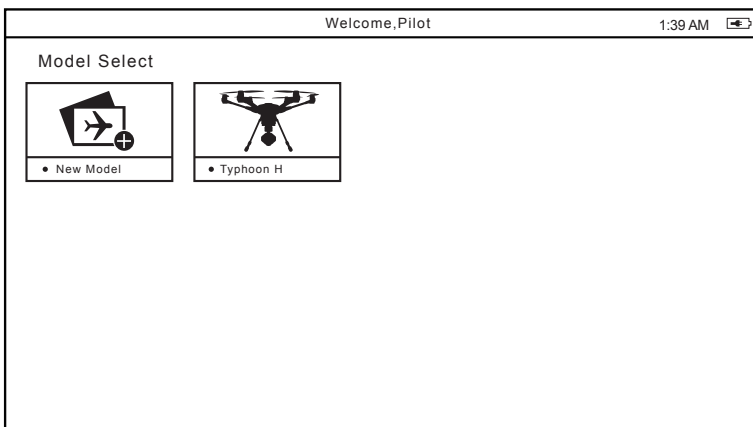 Welcome,Pilot 1:39 AM
Model Select
• New Model • Typhoon H